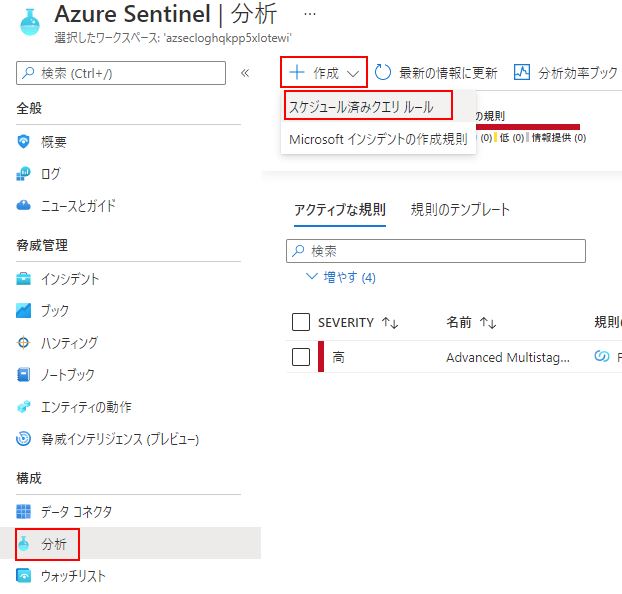 Azure Sentinel | 分析 ...
選択したワークスペース: 'azsecloghqkpp5xlotewi'
検索 (Ctrl+/)
«
全般
概要
ログ
ニュースとガイド
脅威管理
インシデント
ブック
ハンティング
ノートブック
エンティティの動作
脅威インテリジェンス (プレビュー)
構成
データ コネクタ
分析
ウォッチリスト
作成
最新の情報に更新
分析効率ブック
スケジュール済みクエリ ルール
Microsoft インシデントの作成規則
の規則
(0) 低 (0) 情報提供 (0)
アクティブな規則
規則のテンプレート
検索
増やす (4)
SEVERITY ↑↓
名前 ↑↓
高
Advanced Multistag...